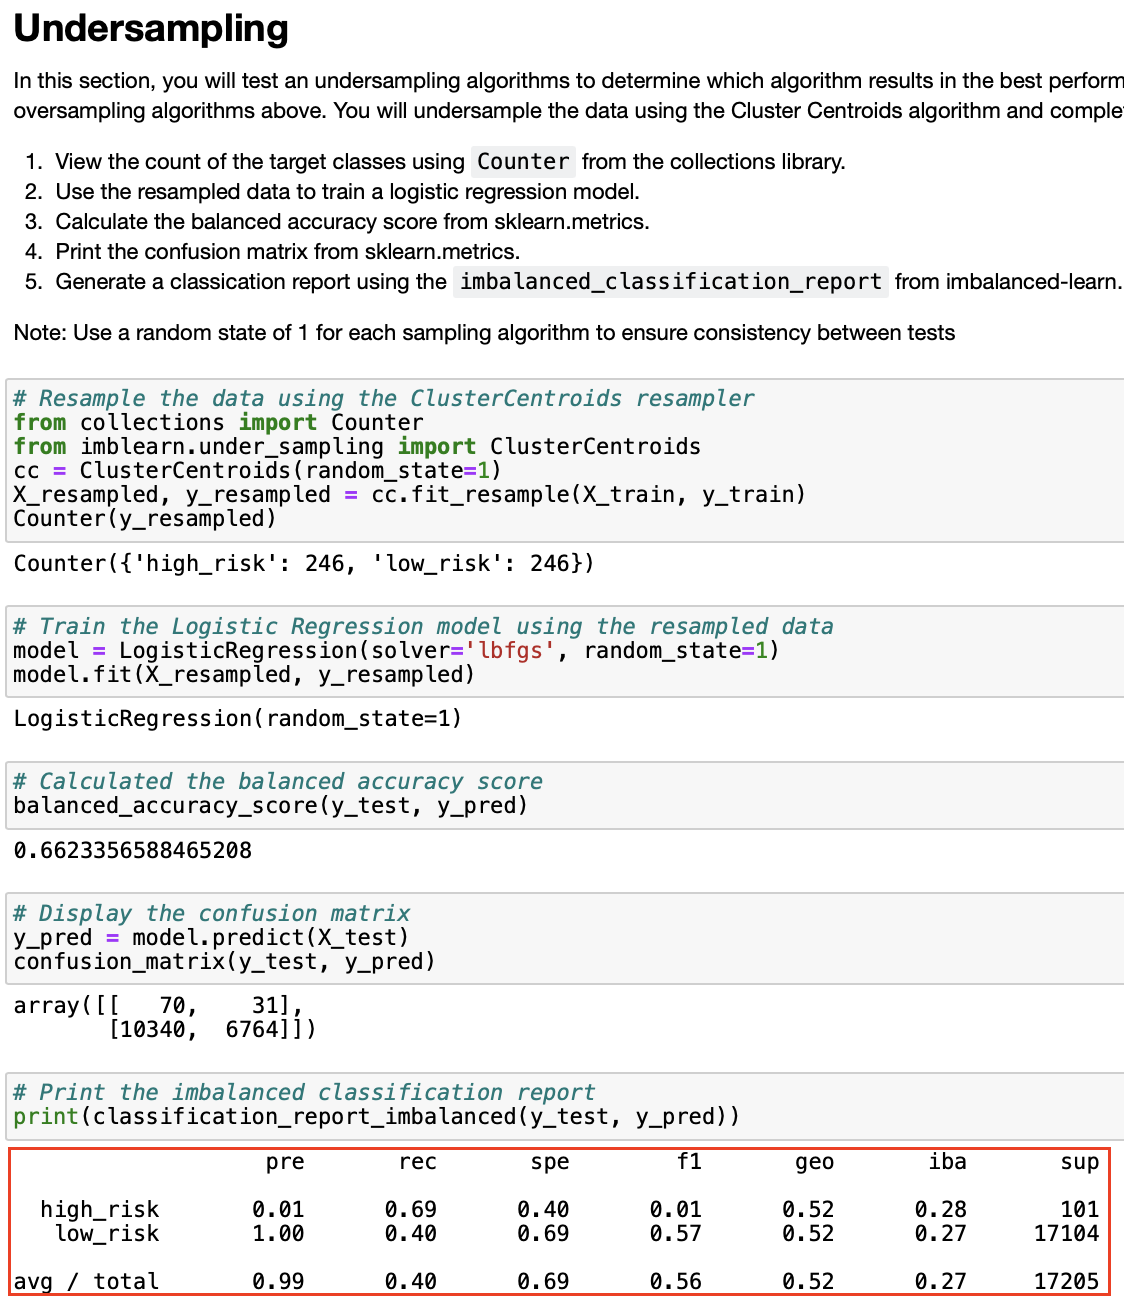 Undersampling
In this section, you will test an undersampling algorithms to determine which algorithm results in the best perform
oversampling algorithms above. You will undersample the data using the Cluster Centroids algorithm and comple
1. View the count of the target classes using Counter from the collections library.
2. Use the resampled data to train a logistic regression model.
3. Calculate the balanced accuracy score from sklearn.metrics.
4. Print the confusion matrix from sklearn.metrics.
5. Generate a classication report using the imbalanced_classification_report from imbalanced-learn.
Note: Use a random state of 1 for each sampling algorithm to ensure consistency between tests
# Resample the data using the ClusterCentroids resampler
from collections import Counter
from imblearn.under_sampling import ClusterCentroids
cc = ClusterCentroids(random_state=1)
X_resampled, y_resampled = cc.fit_resample(X_train, y_train)
Counter(y_resampled)
Counter({'high_risk': 246, 'low_risk': 246})
# Train the Logistic Regression model using the resampled data
model = LogisticRegression(solver='lbfgs', random_state=1)
model.fit(X_resampled, y_resampled)
LogisticRegression(random_state=1)
# Calculated the balanced accuracy score
balanced_accuracy_score(y_test, y_pred)
0.6623356588465208
# Display the confusion matrix
y_pred = model.predict(X_test)
confusion_matrix(y_test, y_pred)
array([[   70,    31],
       [10340,  6764]])
# Print the imbalanced classification report
print(classification_report_imbalanced(y_test, y_pred))
pre rec spe f1 geo iba sup
high_risk 0.01 0.69 0.40 0.01 0.52 0.28 101
low_risk 1.00 0.40 0.69 0.57 0.52 0.27 17104
avg / total 0.99 0.40 0.69 0.56 0.52 0.27 17205